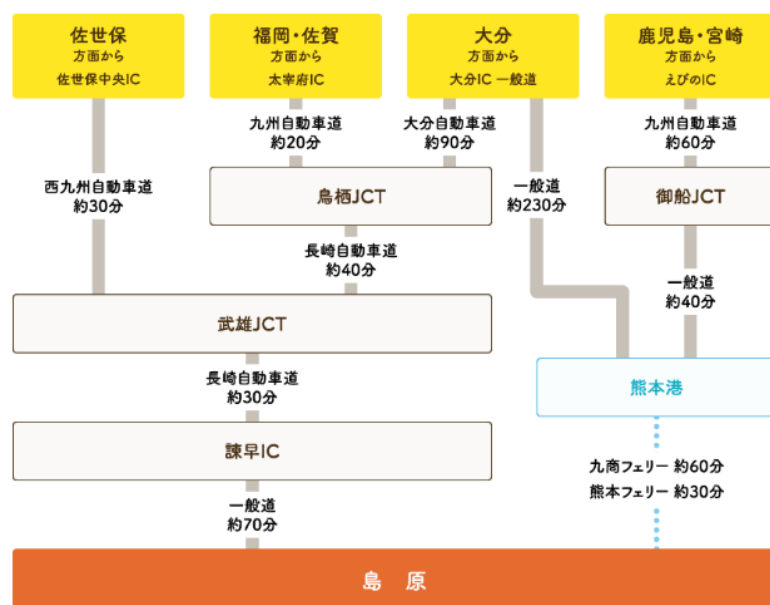 佐世保
方面から
佐世保中央IC
福岡・佐賀
方面から
太宰府IC
大分
方面から
大分IC 一般道
鹿児島・宮崎
方面から
えびのIC
九州自動車道
約20分
大分自動車道
約90分
九州自動車道
約60分
西九州自動車道
約30分
鳥栖JCT
一般道
約230分
御船JCT
長崎自動車道
約40分
一般道
約40分
武雄JCT
長崎自動車道
約30分
熊本港
諫早IC
九商フェリー 約60分
熊本フェリー 約30分
一般道
約70分
島 原